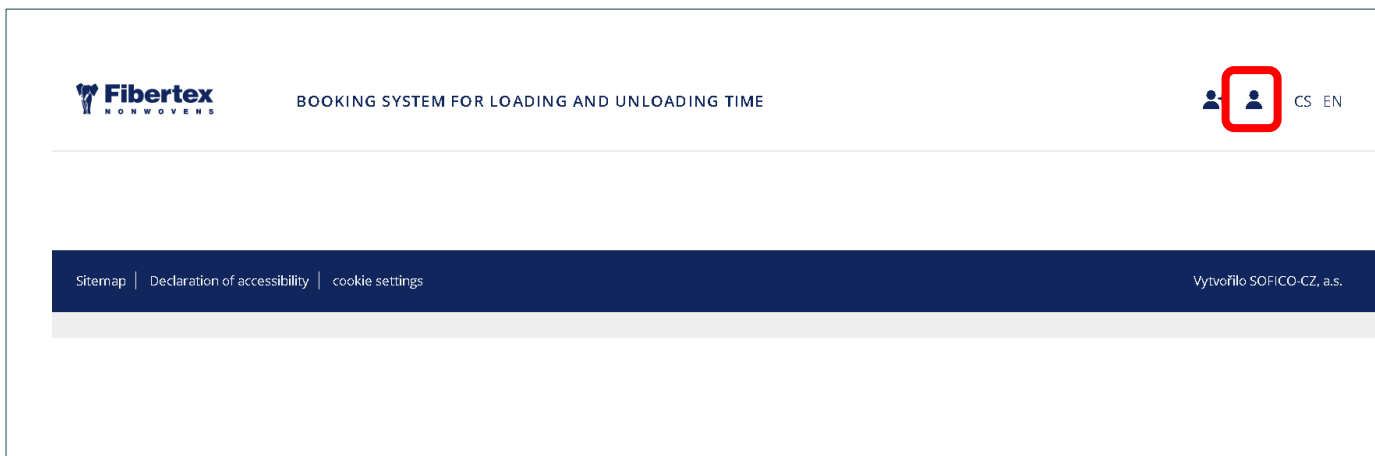 Fibertex
NONWOVENS
BOOKING SYSTEM FOR LOADING AND UNLOADING TIME
CS EN
Sitemap | Declaration of accessibility | cookie settings
Vytvořilo SOFICO-CZ, a.s.